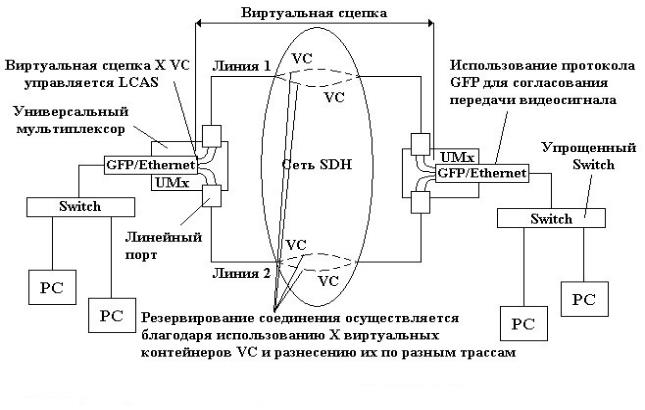 Виртуальная сцепка
Виртуальная сцепка X VC
управляется LCAS
Линия 1
VC
VC
Использование протокола
GFP для согласования
передачи видеосигнала
Универсальный
мультиплексор
GFP/Ethernet
UMx
Сеть SDH
UMx
GFP/Ethernet
Упрощенный
Switch
Switch
Switch
Линейный
порт
VC
VC
Линия 2
PC
PC
PC
PC
Резервирование соединения осуществляется
благодаря использованию X виртуальных
контейнеров VC и разнесению их по разным трассам